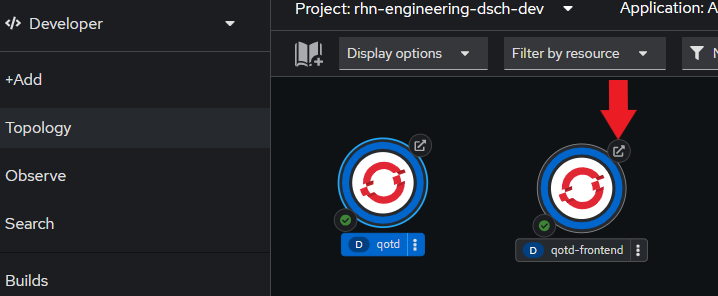 Developer
Project: rhn-engineering-dsch-dev
Application: A
+Add
Display options
Filter by resource
Topology
Observe
Search
D qotd
D qotd-frontend
Builds